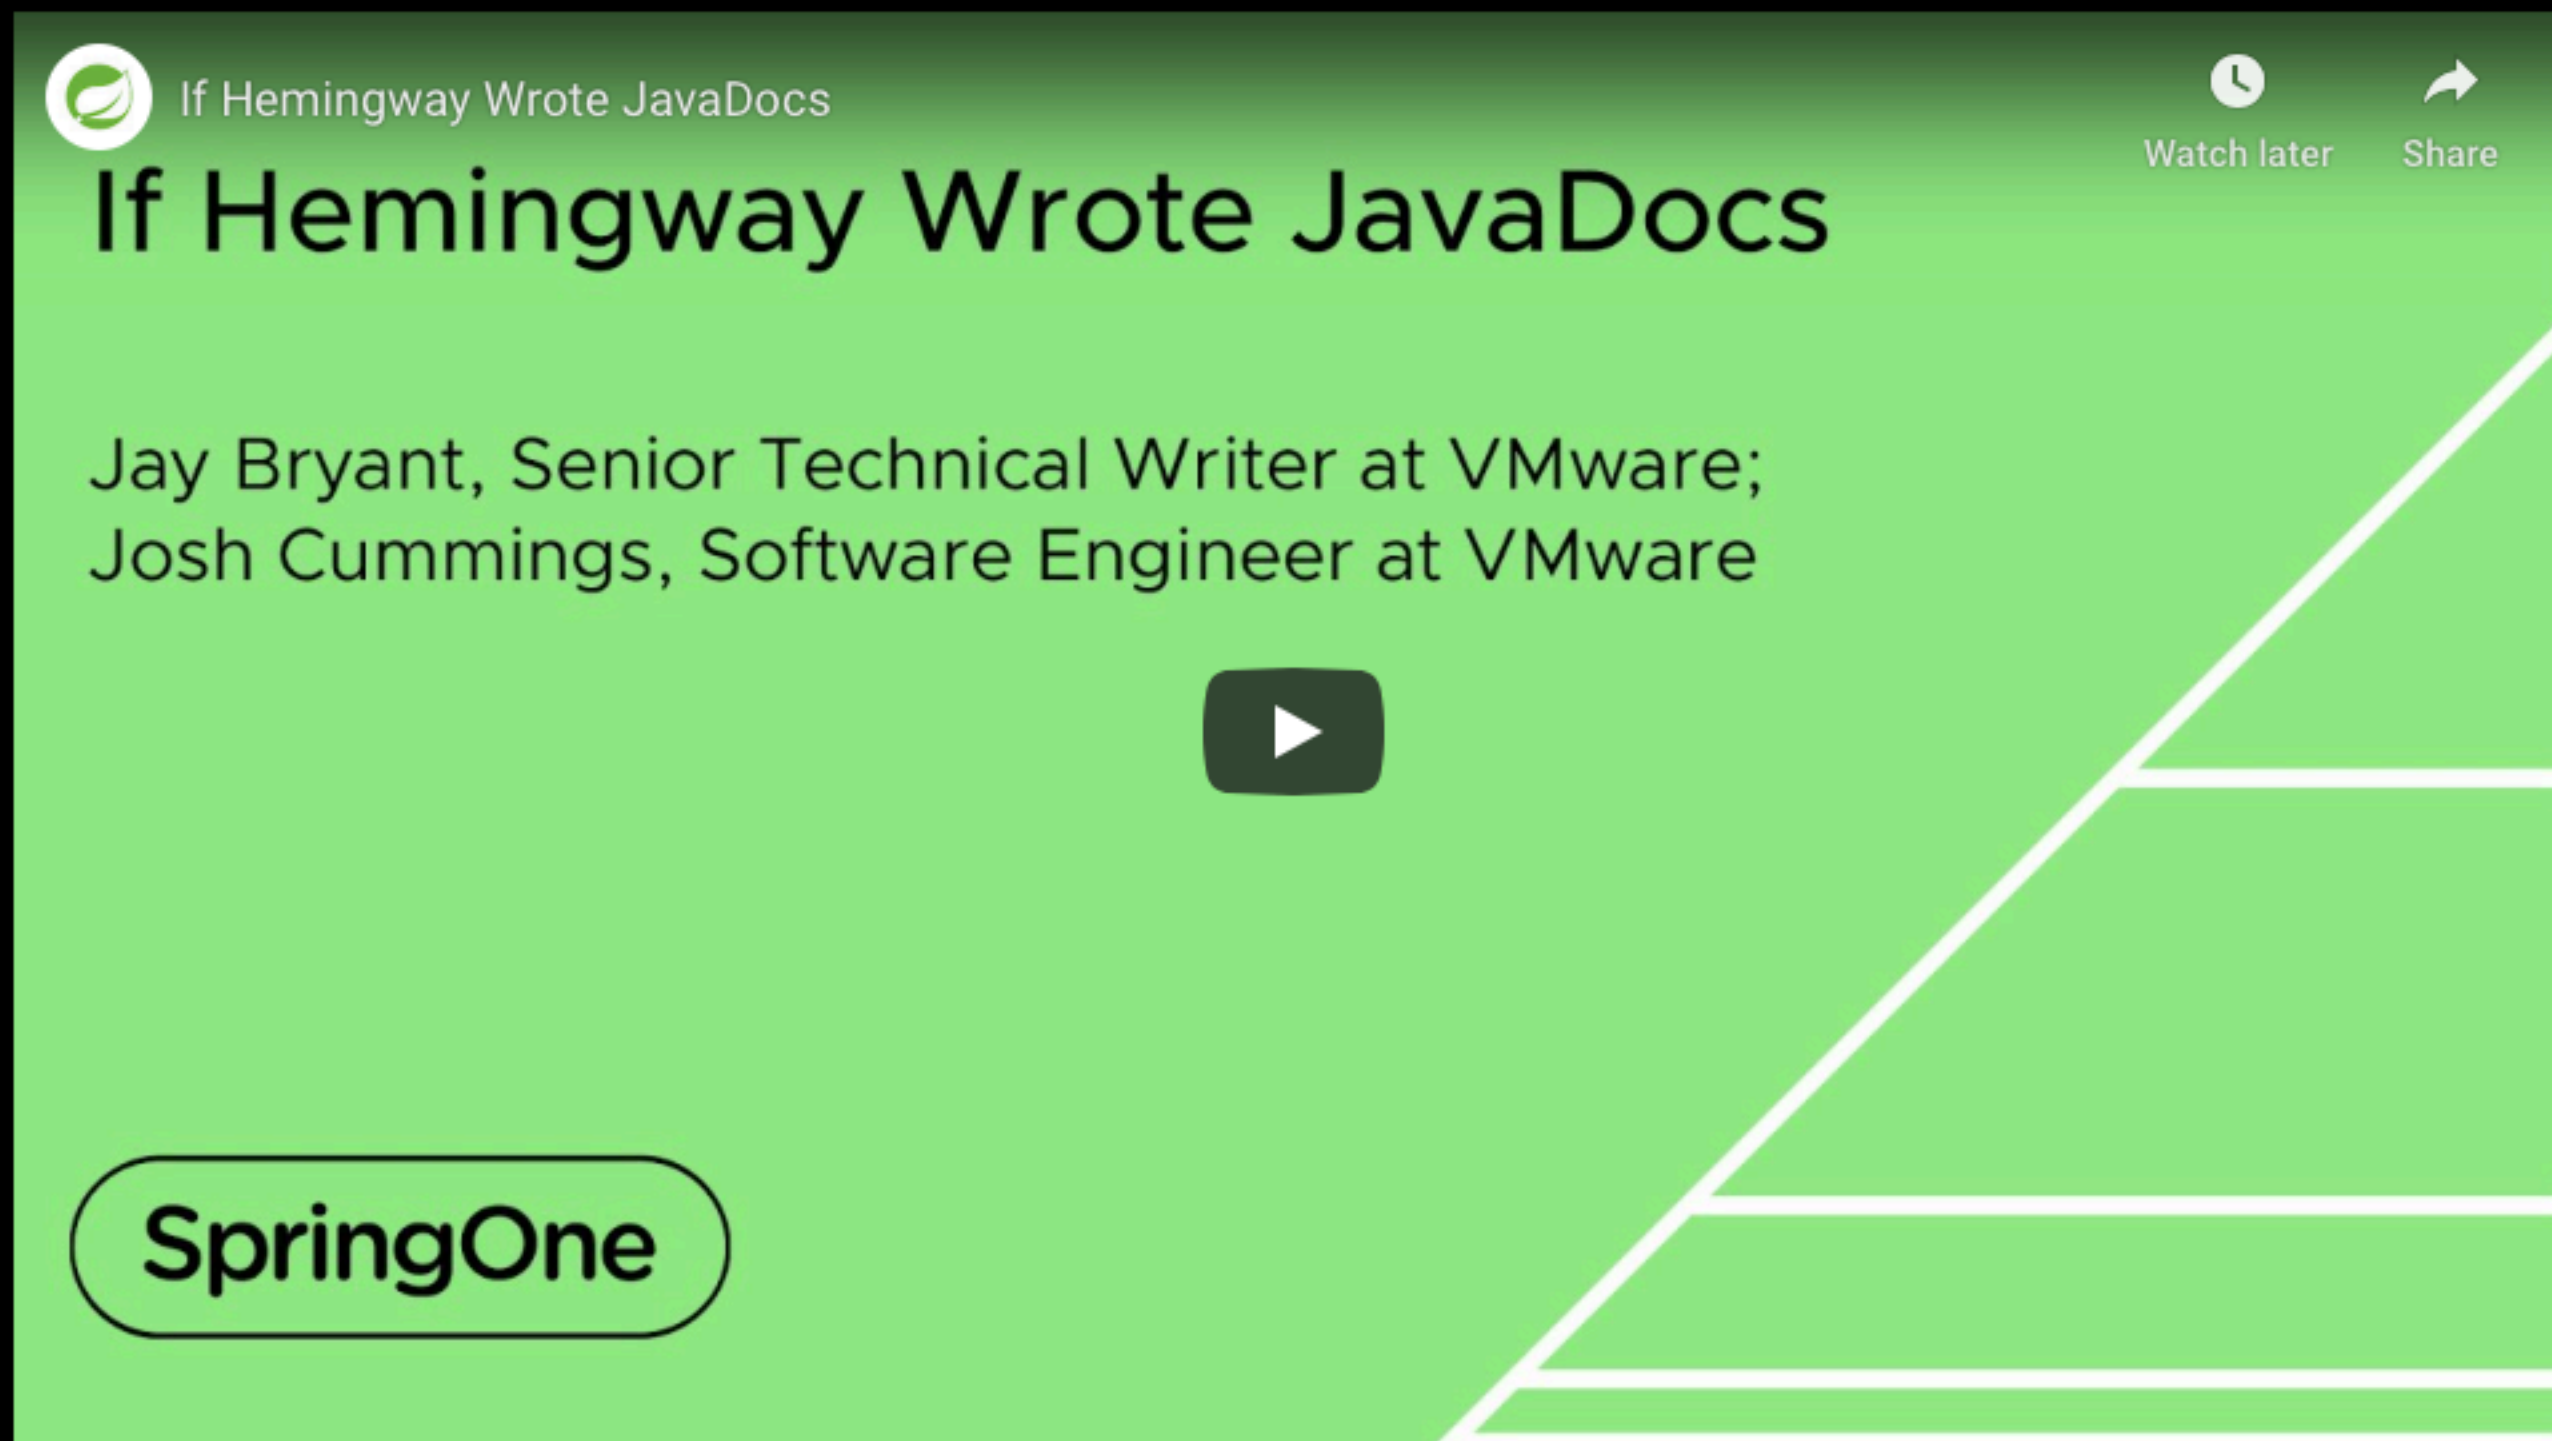 If Hemingway Wrote JavaDocs
Watch later
Share
If Hemingway Wrote JavaDocs
Jay Bryant, Senior Technical Writer at VMware;
Josh Cummings, Software Engineer at VMware
SpringOne